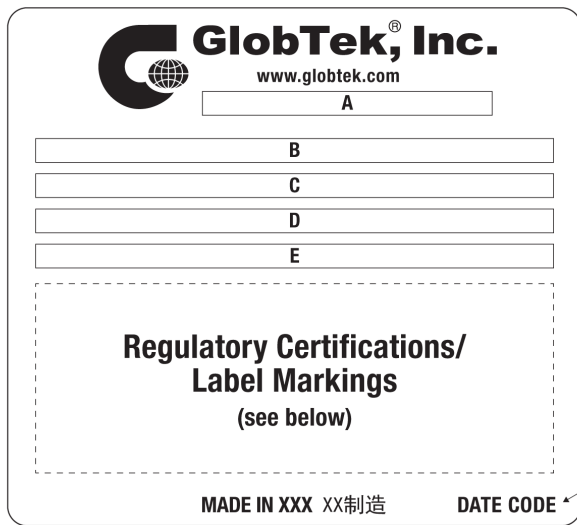 GlobTek,® Inc.
www.globtek.com
A
B
C
D
E
Regulatory Certifications/
Label Markings
(see below)
MADE IN XXX XX制造 DATE CODE